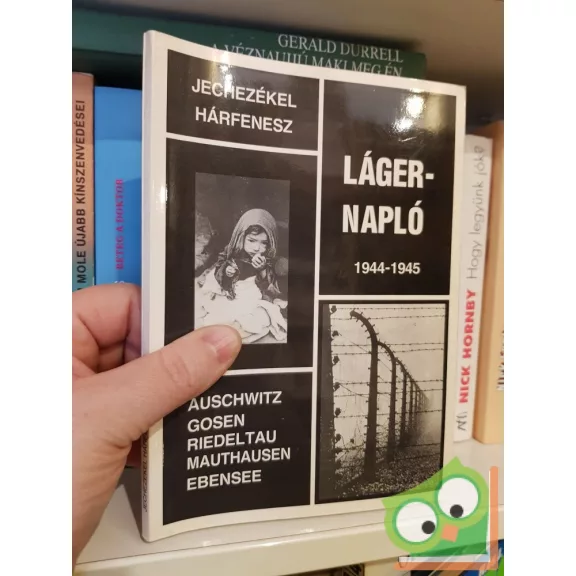 GERALD DURRELL
A VÉZNAUJJÚ MAKI MEG ÉN
JECHEZÉKEL
HÁRFENESZ
LÁGER-
NAPLÓ
1944-1945
AUSCHWITZ
GOSEN
RIEDELTAU
MAUTHAUSEN
EBENSEE
MOLE ÚJABB KÍNSZENVEDÉSEI
BETEG A DOKTOR
NICK HORNBY
Hogy legyünk jók?